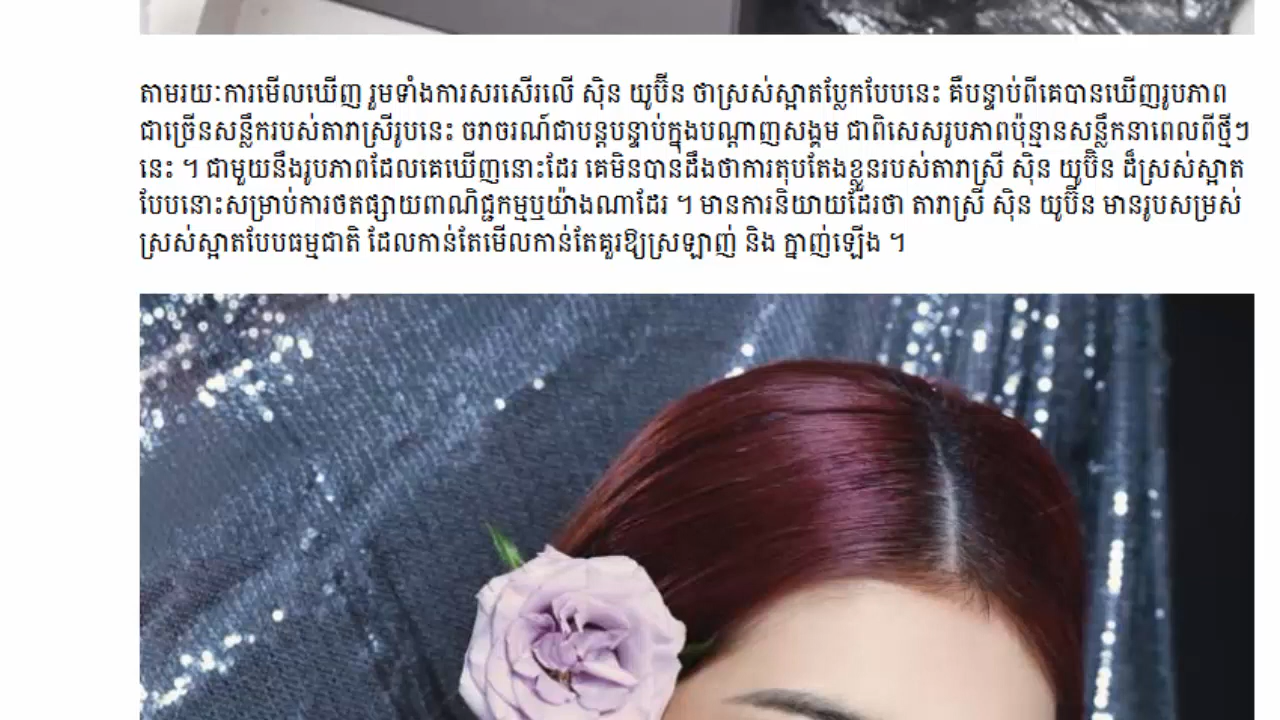 តាមរយៈការមើលឃើញ រួមទាំងការសរសើរលើ ស៊ិន យូប៊ីន ថាស្រស់ស្អាតប្លែកបែបនេះ គឺបន្ទាប់ពីគេបានឃើញរូបភាព
ជាច្រើនសន្លឹករបស់តារាស្រីរូបនេះ ចរាចរណ៍ជាបន្តបន្ទាប់ក្នុងបណ្តាញសង្គម ជាពិសេសរូបភាពប៉ុន្មានសន្លឹកនាពេលពីថ្មីៗ
នេះ ។ ជាមួយនឹងរូបភាពដែលគេឃើញនោះដែរ គេមិនបានដឹងថាការតុបតែងខ្លួនរបស់តារាស្រី ស៊ិន យូប៊ិន ដ៏ស្រស់ស្អាត
បែបនោះសម្រាប់ការថតផ្សាយពាណិជ្ជកម្មឬយ៉ាងណាដែរ ។ មានការនិយាយដែរថា តារាស្រី ស៊ិន យូប៊ីន មានរូបសម្រស់
ស្រស់ស្អាតបែបធម្មជាតិ ដែលកាន់តែមើលកាន់តែគួរឱ្យស្រឡាញ់ និង ក្នាញ់ឡើង ។